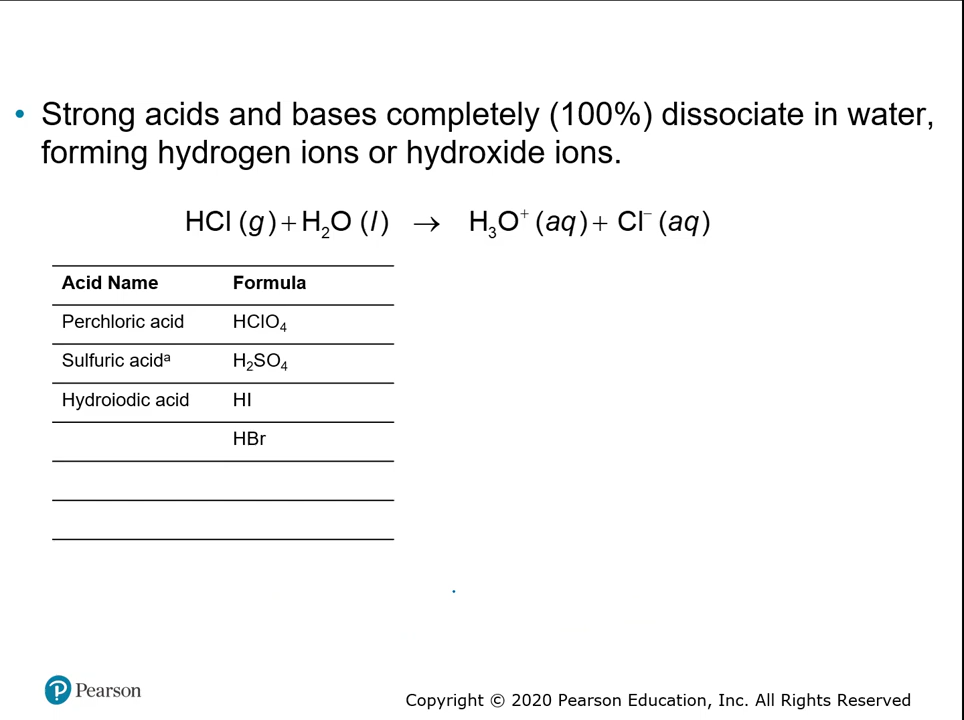 • Strong acids and bases completely (100%) dissociate in water,
forming hydrogen ions or hydroxide ions.
HCl (g) + H₂O (l) → H₃O⁺ (aq) + Cl⁻ (aq)
Acid Name Formula
Perchloric acid HClO₄
Sulfuric acidᵃ H₂SO₄
Hydroiodic acid HI
HBr
Pearson
Copyright © 2020 Pearson Education, Inc. All Rights Reserved